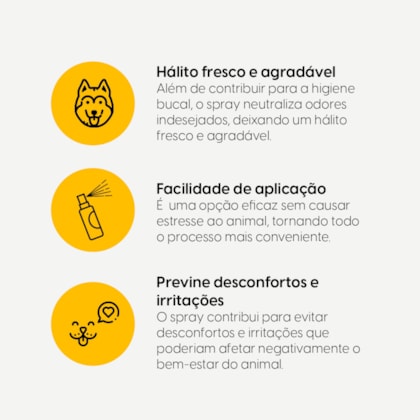 Hálito fresco e agradável
Além de contribuir para a higiene
bucal, o spray neutraliza odores
indesejados, deixando um hálito
fresco e agradável.
Facilidade de aplicação
É uma opção eficaz sem causar
estresse ao animal, tornando todo
o processo mais conveniente.
Previne desconfortos e
irritações
O spray contribui para evitar
desconfortos e irritações que
poderiam afetar negativamente o
bem-estar do animal.